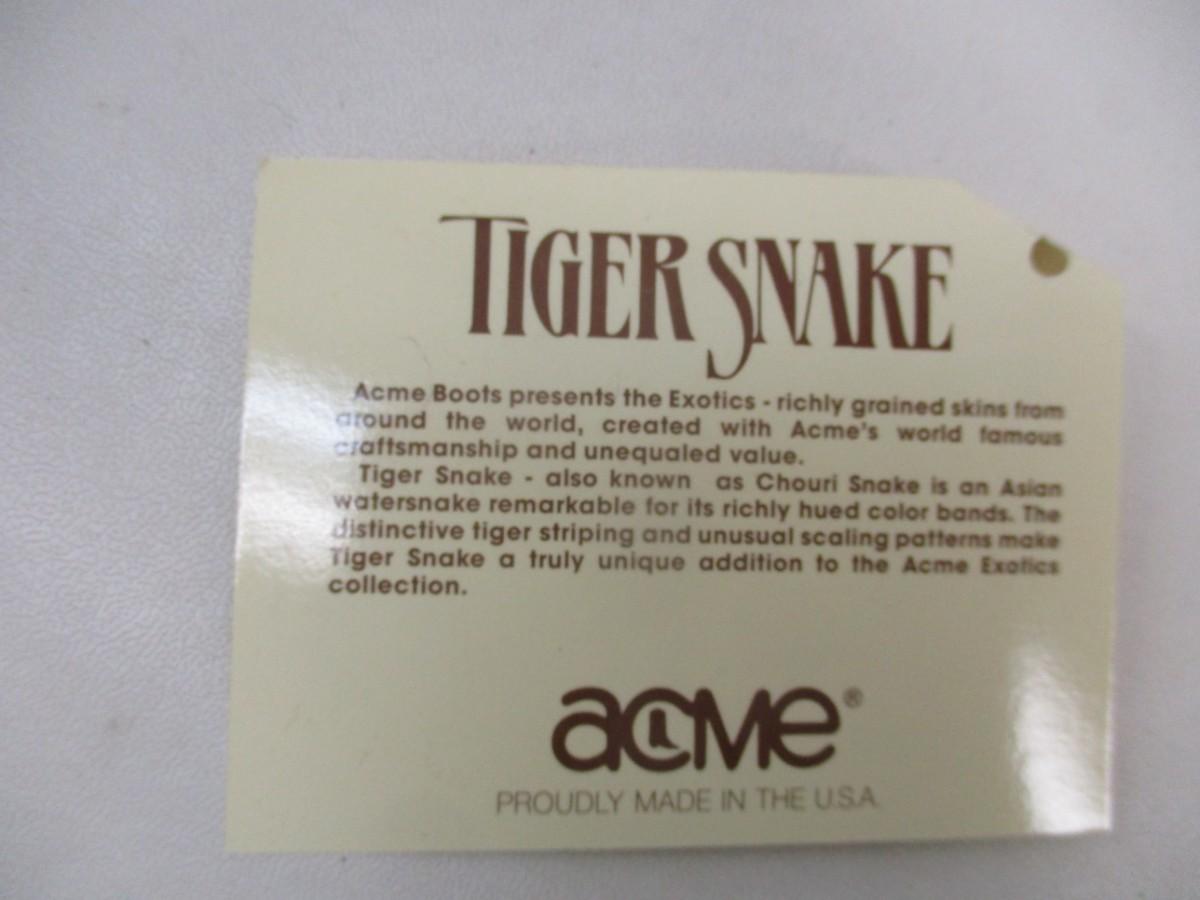 TIGER SNAKE
Acme Boots presents the Exotics - richly grained skins from
around the world, created with Acme's world famous
craftsmanship and unequaled value.
Tiger Snake - also known as Chouri Snake is an Asian
watersnake remarkable for its richly hued color bands. The
distinctive tiger striping and unusual scaling patterns make
Tiger Snake a truly unique addition to the Acme Exotics
collection.
acme®
PROUDLY MADE IN THE U.S.A.